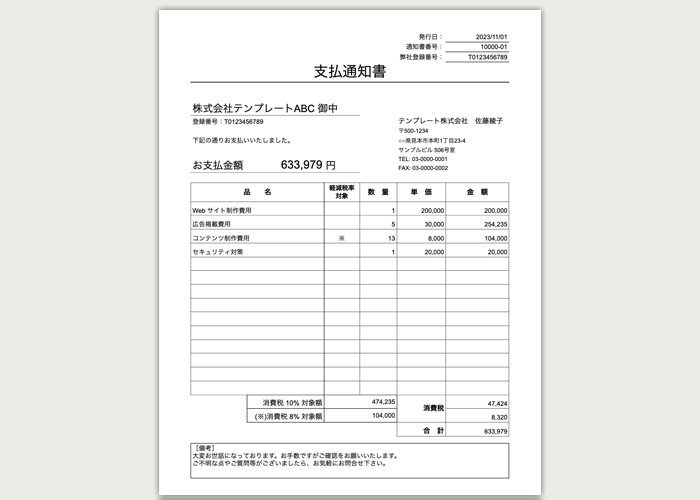 発行日： 2023/11/01
通知書番号： 10000-01
弊社登録番号： T0123456789
支払通知書
株式会社テンプレートABC 御中
登録番号：T0123456789
下記の通りお支払いいたしました。
お支払金額 633,979 円
テンプレート株式会社 佐藤綾子
〒500-1234
○○県見本市本町1丁目23-4
サンプルビル 506号室
TEL: 03-0000-0001
FAX: 03-0000-0002
品 名 軽減税率対象 数 量 単 価 金 額
Web サイト制作費用 1 200,000 200,000
広告掲載費用 5 30,000 254,235
コンテンツ制作費用 ※ 13 8,000 104,000
セキュリティ対策 1 20,000 20,000
消費税 10% 対象額 474,235 消費税 47,424
(※)消費税 8% 対象額 104,000 8,320
合 計 633,979
［備考］
大変お世話になっております。お手数ですがご確認をお願いいたします。
ご不明な点やご質問等がございましたら、お気軽にお問合せ下さい。